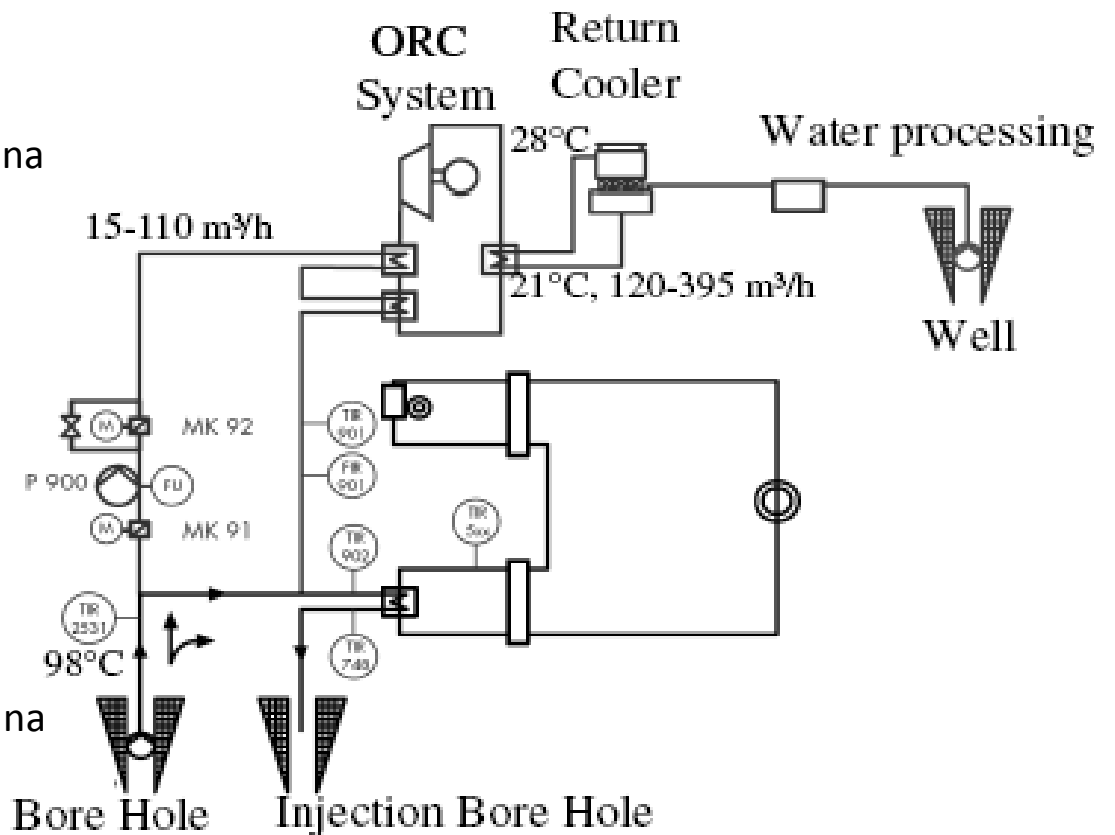 ORC
System
Return
Cooler
28°C
Water processing
na
15-110 m³/h
21°C, 120-395 m³/h
Well
M
MK 92
TIR
901
P 900
FU
FIR
901
M
MK 91
TIR
5xx
TIR
902
TIR
2531
98°C
TIR
740
na
Bore Hole
Injection Bore Hole